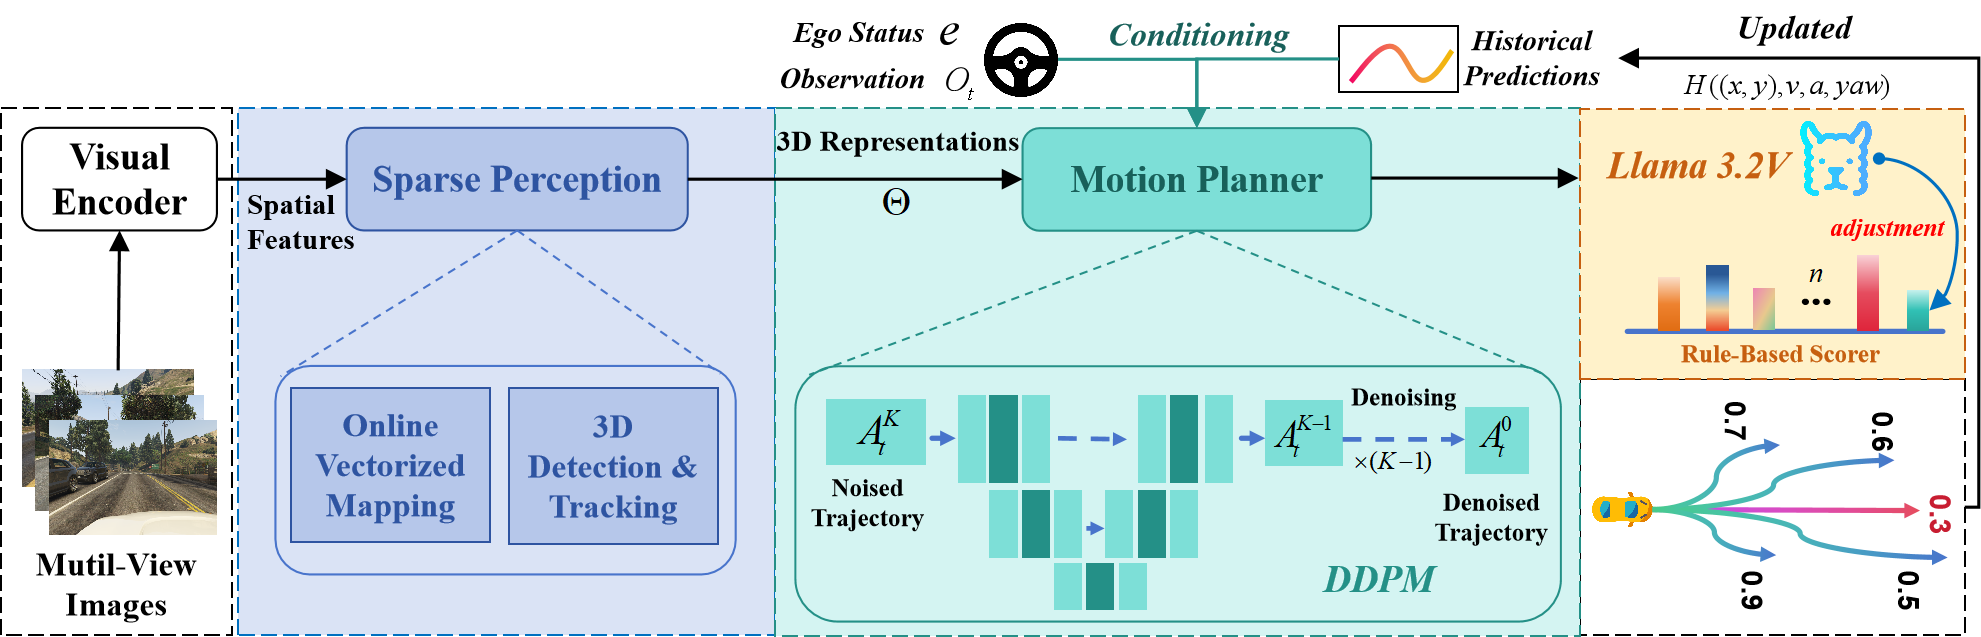 Ego Status e
Observation O_t
Conditioning
Historical
Predictions
Updated
H((x, y), v, a, yaw)
Visual
Encoder
Spatial
Features
Mutil-View
Images
Sparse Perception
Online
Vectorized
Mapping
3D
Detection &
Tracking
3D Representations
Θ
Motion Planner
A_t^K
Noised
Trajectory
A_t^{K-1}
Denoising
×(K−1)
A_t^0
Denoised
Trajectory
DDPM
Llama 3.2V
adjustment
n
...
Rule-Based Scorer
0.7
0.6
0.3
0.9
0.5